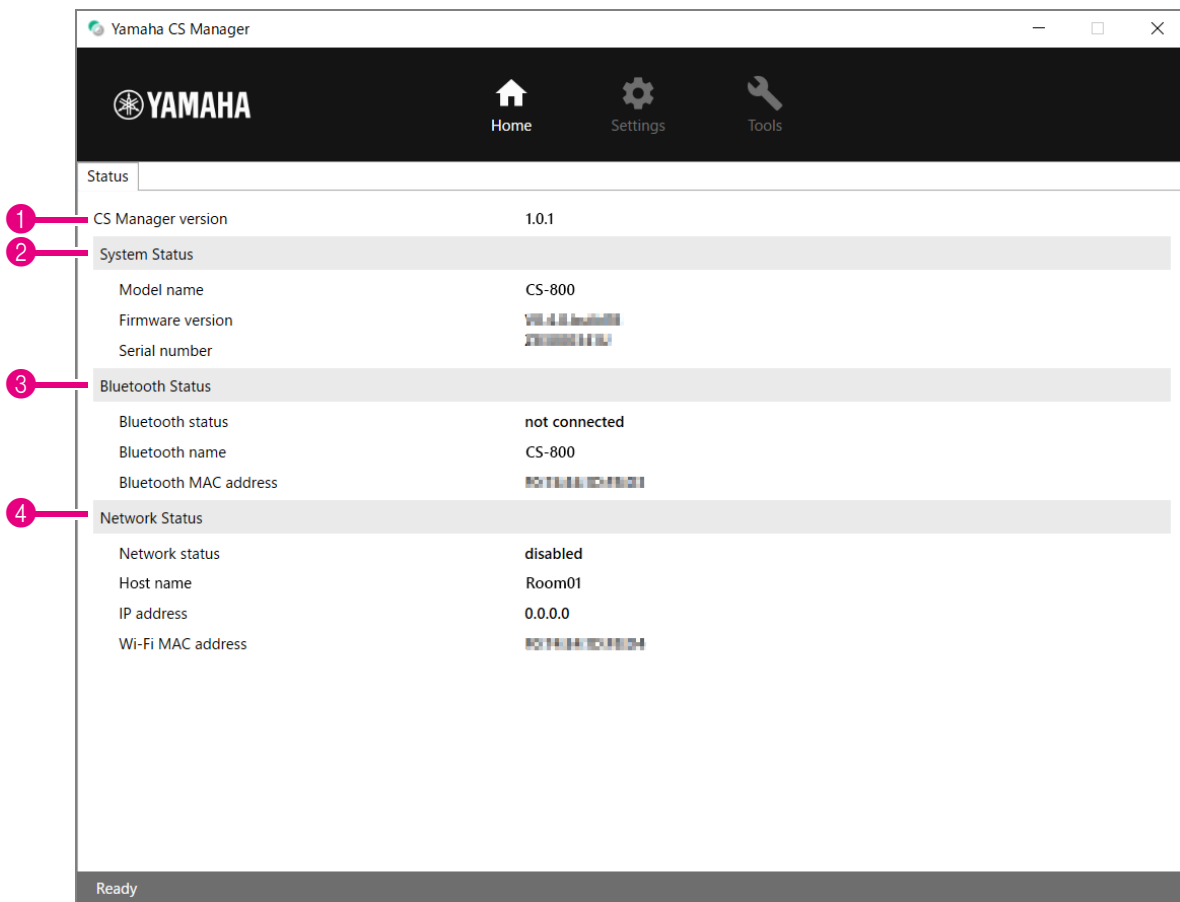 Yamaha CS Manager
YAMAHA
Home Settings Tools
Status
1 CS Manager version 1.0.1
2 System Status
Model name CS-800
Firmware version
Serial number
3 Bluetooth Status
Bluetooth status not connected
Bluetooth name CS-800
Bluetooth MAC address
4 Network Status
Network status disabled
Host name Room01
IP address 0.0.0.0
Wi-Fi MAC address
Ready